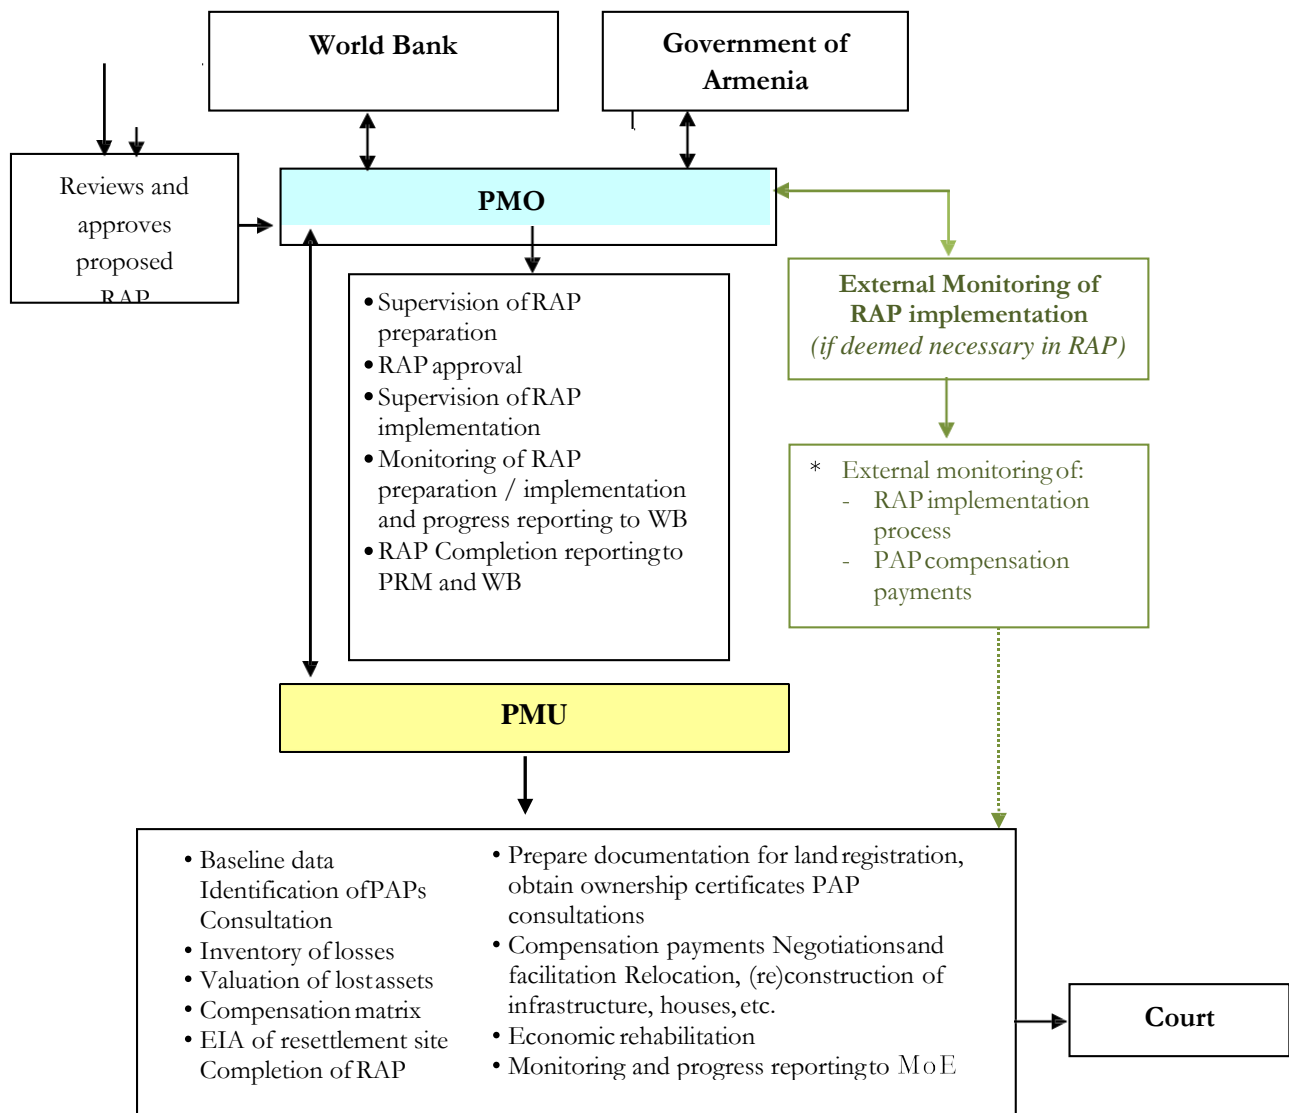 World Bank
Government of
Armenia
Reviews and
approves
proposed
RAP
PMO
• Supervision of RAP
preparation
• RAP approval
• Supervision of RAP
implementation
• Monitoring of RAP
preparation / implementation
and progress reporting to WB
• RAP Completion reporting to
PRM and WB
External Monitoring of
RAP implementation
(if deemed necessary in RAP)
* External monitoring of:
- RAP implementation
process
- PAP compensation
payments
PMU
• Baseline data
Identification of PAPs
Consultation
• Inventory of losses
• Valuation of lost assets
• Compensation matrix
• EIA of resettlement site
Completion of RAP
• Prepare documentation for land registration,
obtain ownership certificates PAP
consultations
• Compensation payments Negotiations and
facilitation Relocation, (re)construction of
infrastructure, houses, etc.
• Economic rehabilitation
• Monitoring and progress reporting to MoE
Court